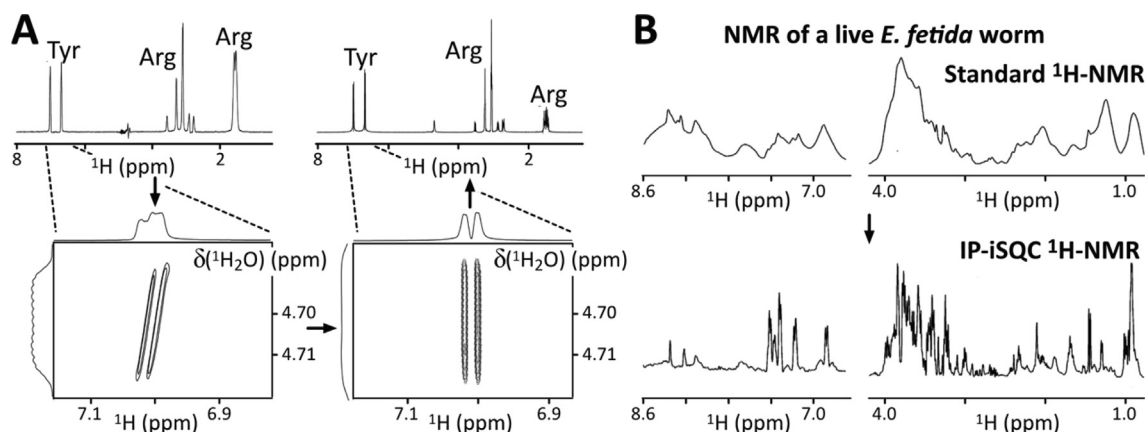 A
Tyr
Arg
Arg
8
2
¹H (ppm)
Tyr
Arg
Arg
8
2
¹H (ppm)
δ(¹H₂O) (ppm)
4.70
4.71
7.1
6.9
¹H (ppm)
δ(¹H₂O) (ppm)
4.70
4.71
7.1
6.9
¹H (ppm)
B
NMR of a live E. fetida worm
Standard ¹H-NMR
8.6
7.0
4.0
1.0
¹H (ppm)
¹H (ppm)
IP-iSQC ¹H-NMR
8.6
7.0
4.0
1.0
¹H (ppm)
¹H (ppm)